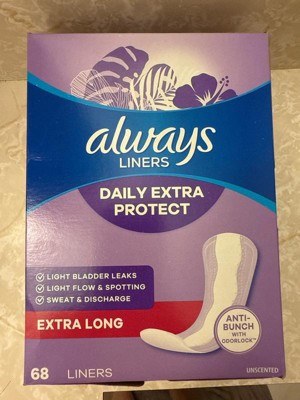 always
LINERS
DAILY EXTRA
PROTECT
LIGHT BLADDER LEAKS
LIGHT FLOW & SPOTTING
SWEAT & DISCHARGE
EXTRA LONG
ANTI-
BUNCH
WITH
ODORLOCK™
68 LINERS
UNSCENTED